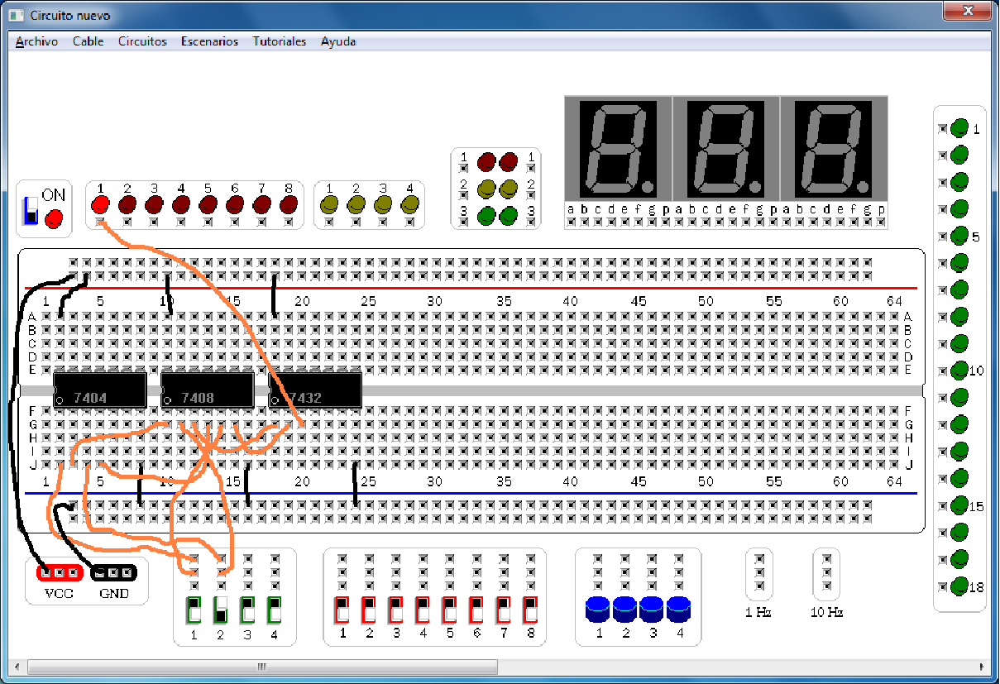 Circuito nuevo
Archivo Cable Circuitos Escenarios Tutoriales Ayuda
ON
1 2 3 4 5 6 7 8
1 2 3 4
1 1
2 2
3 3
a b c d e f g p a b c d e f g p a b c d e f g p
1
5
10
15
18
1 5 10 15 20 25 30 35 40 45 50 55 60 64
A A
B B
C C
D D
E E
7404 7408 7432
F F
G G
H H
I I
J J
1 5 10 15 20 25 30 35 40 45 50 55 60 64
VCC GND
1 2 3 4
1 2 3 4 5 6 7 8
1 2 3 4
1 Hz 10 Hz